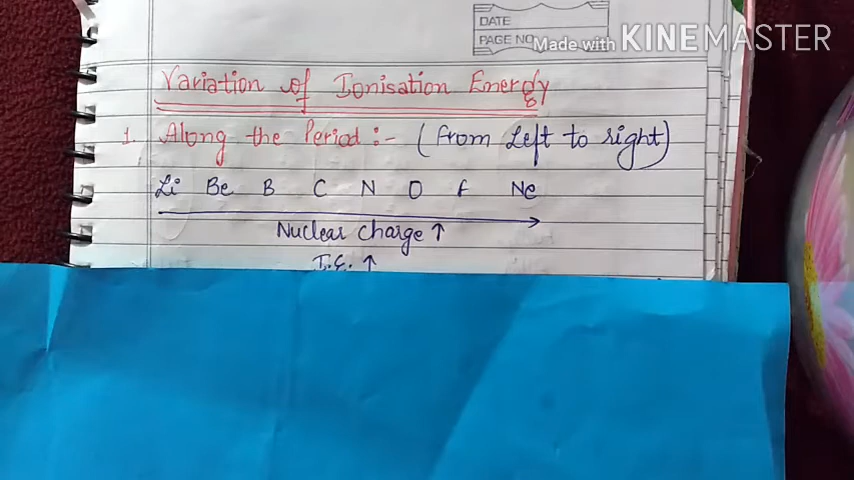 DATE
PAGE NO.
Made with KINEMASTER
Variation of Ionisation Energy
1. Along the Period :- (from left to right)
Li Be B C N O F Ne
Nuclear Charge ↑
I.E. ↑